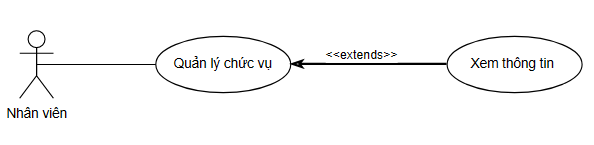 <<extends>>
Quản lý chức vụ
Xem thông tin
Nhân viên